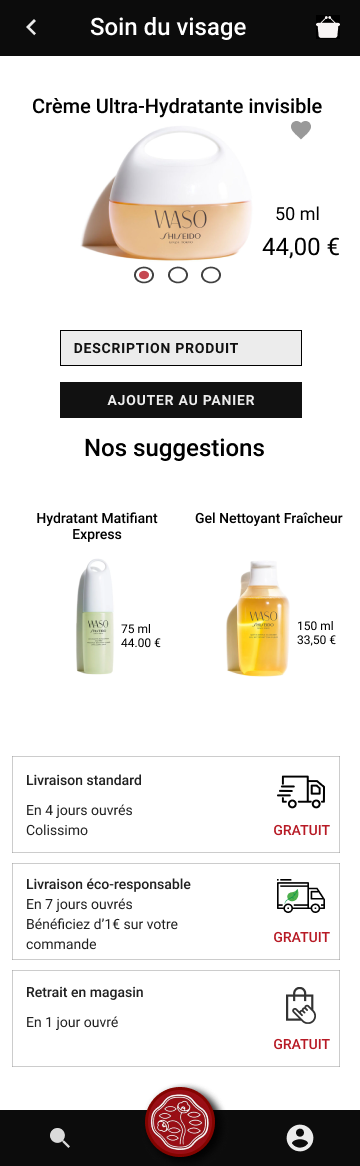 Soin du visage
Crème Ultra-Hydratante invisible
WASO
SHISEIDO
50 ml
44,00 €
DESCRIPTION PRODUIT
AJOUTER AU PANIER
Nos suggestions
Hydratant Matifiant
Express
WASO
75 ml
44.00 €
Gel Nettoyant Fraîcheur
WASO
150 ml
33,50 €
Livraison standard
En 4 jours ouvrés
Colissimo
GRATUIT
Livraison éco-responsable
En 7 jours ouvrés
Bénéficiez d'1€ sur votre
commande
GRATUIT
Retrait en magasin
En 1 jour ouvré
GRATUIT